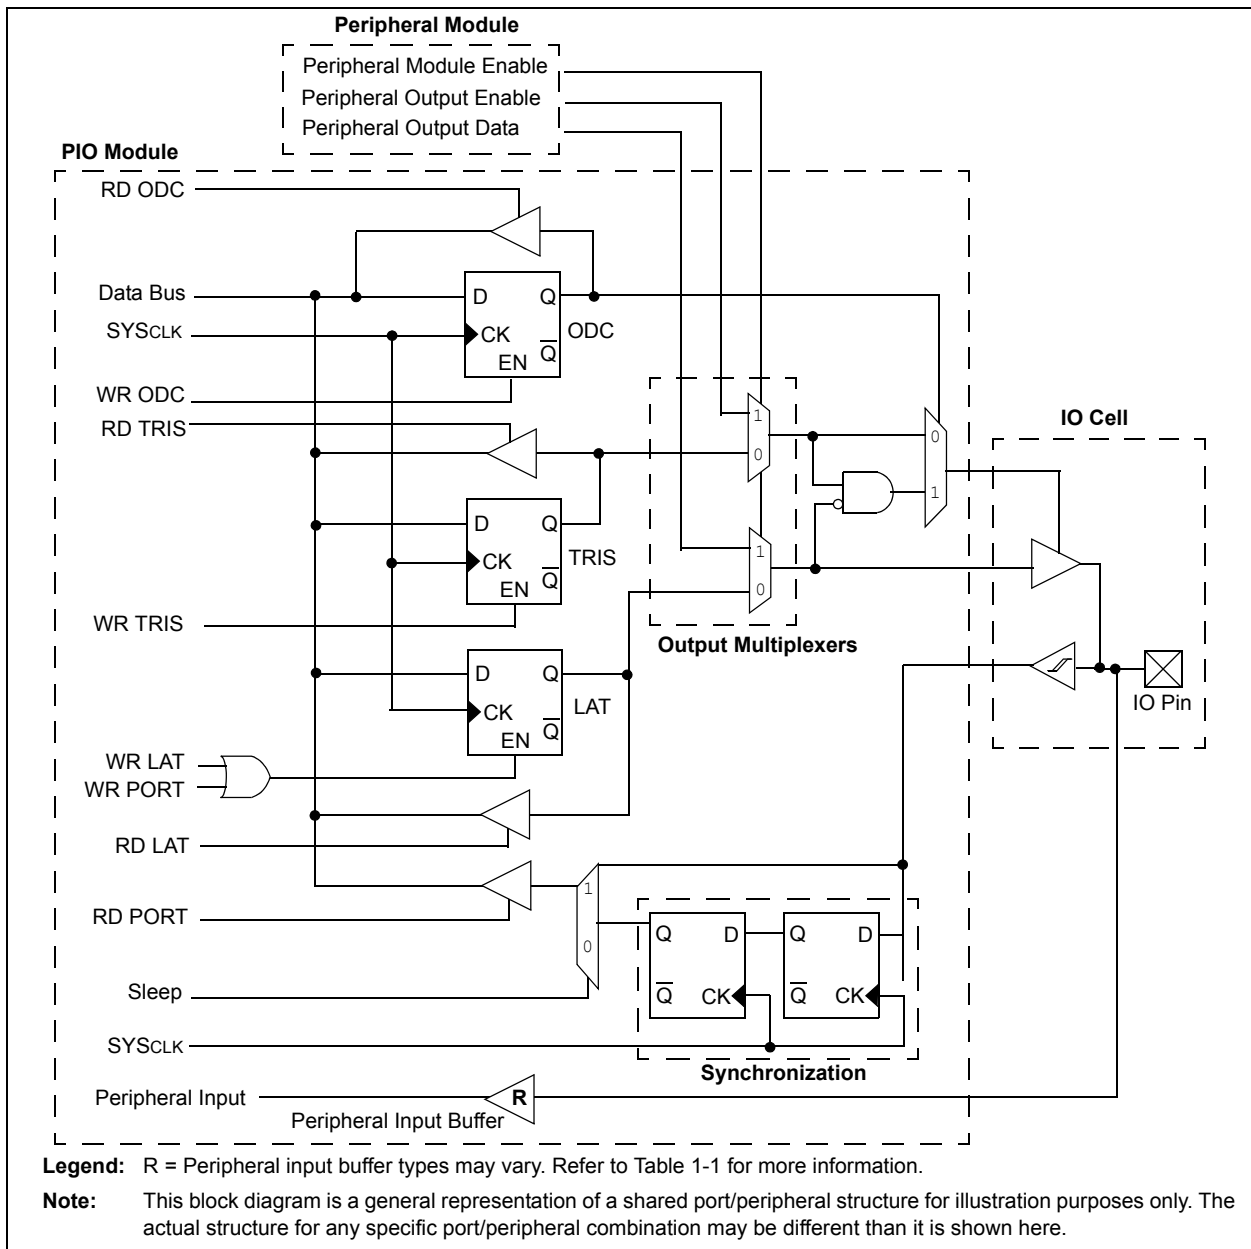 Peripheral Module
Peripheral Module Enable
Peripheral Output Enable
Peripheral Output Data
PIO Module
RD ODC
Data Bus
D Q
SYSCLK
CK
ODC
Q
EN
WR ODC
RD TRIS
1
0
0
1
IO Cell
D Q
CK
TRIS
Q
EN
1
0
WR TRIS
Output Multiplexers
D Q
CK
LAT
Q
EN
IO Pin
WR LAT
WR PORT
RD LAT
1
RD PORT
0
Q D
Q CK
Q D
Q CK
Sleep
SYSCLK
Synchronization
Peripheral Input
R
Peripheral Input Buffer
Legend: R = Peripheral input buffer types may vary. Refer to Table 1-1 for more information.
Note: This block diagram is a general representation of a shared port/peripheral structure for illustration purposes only. The
actual structure for any specific port/peripheral combination may be different than it is shown here.